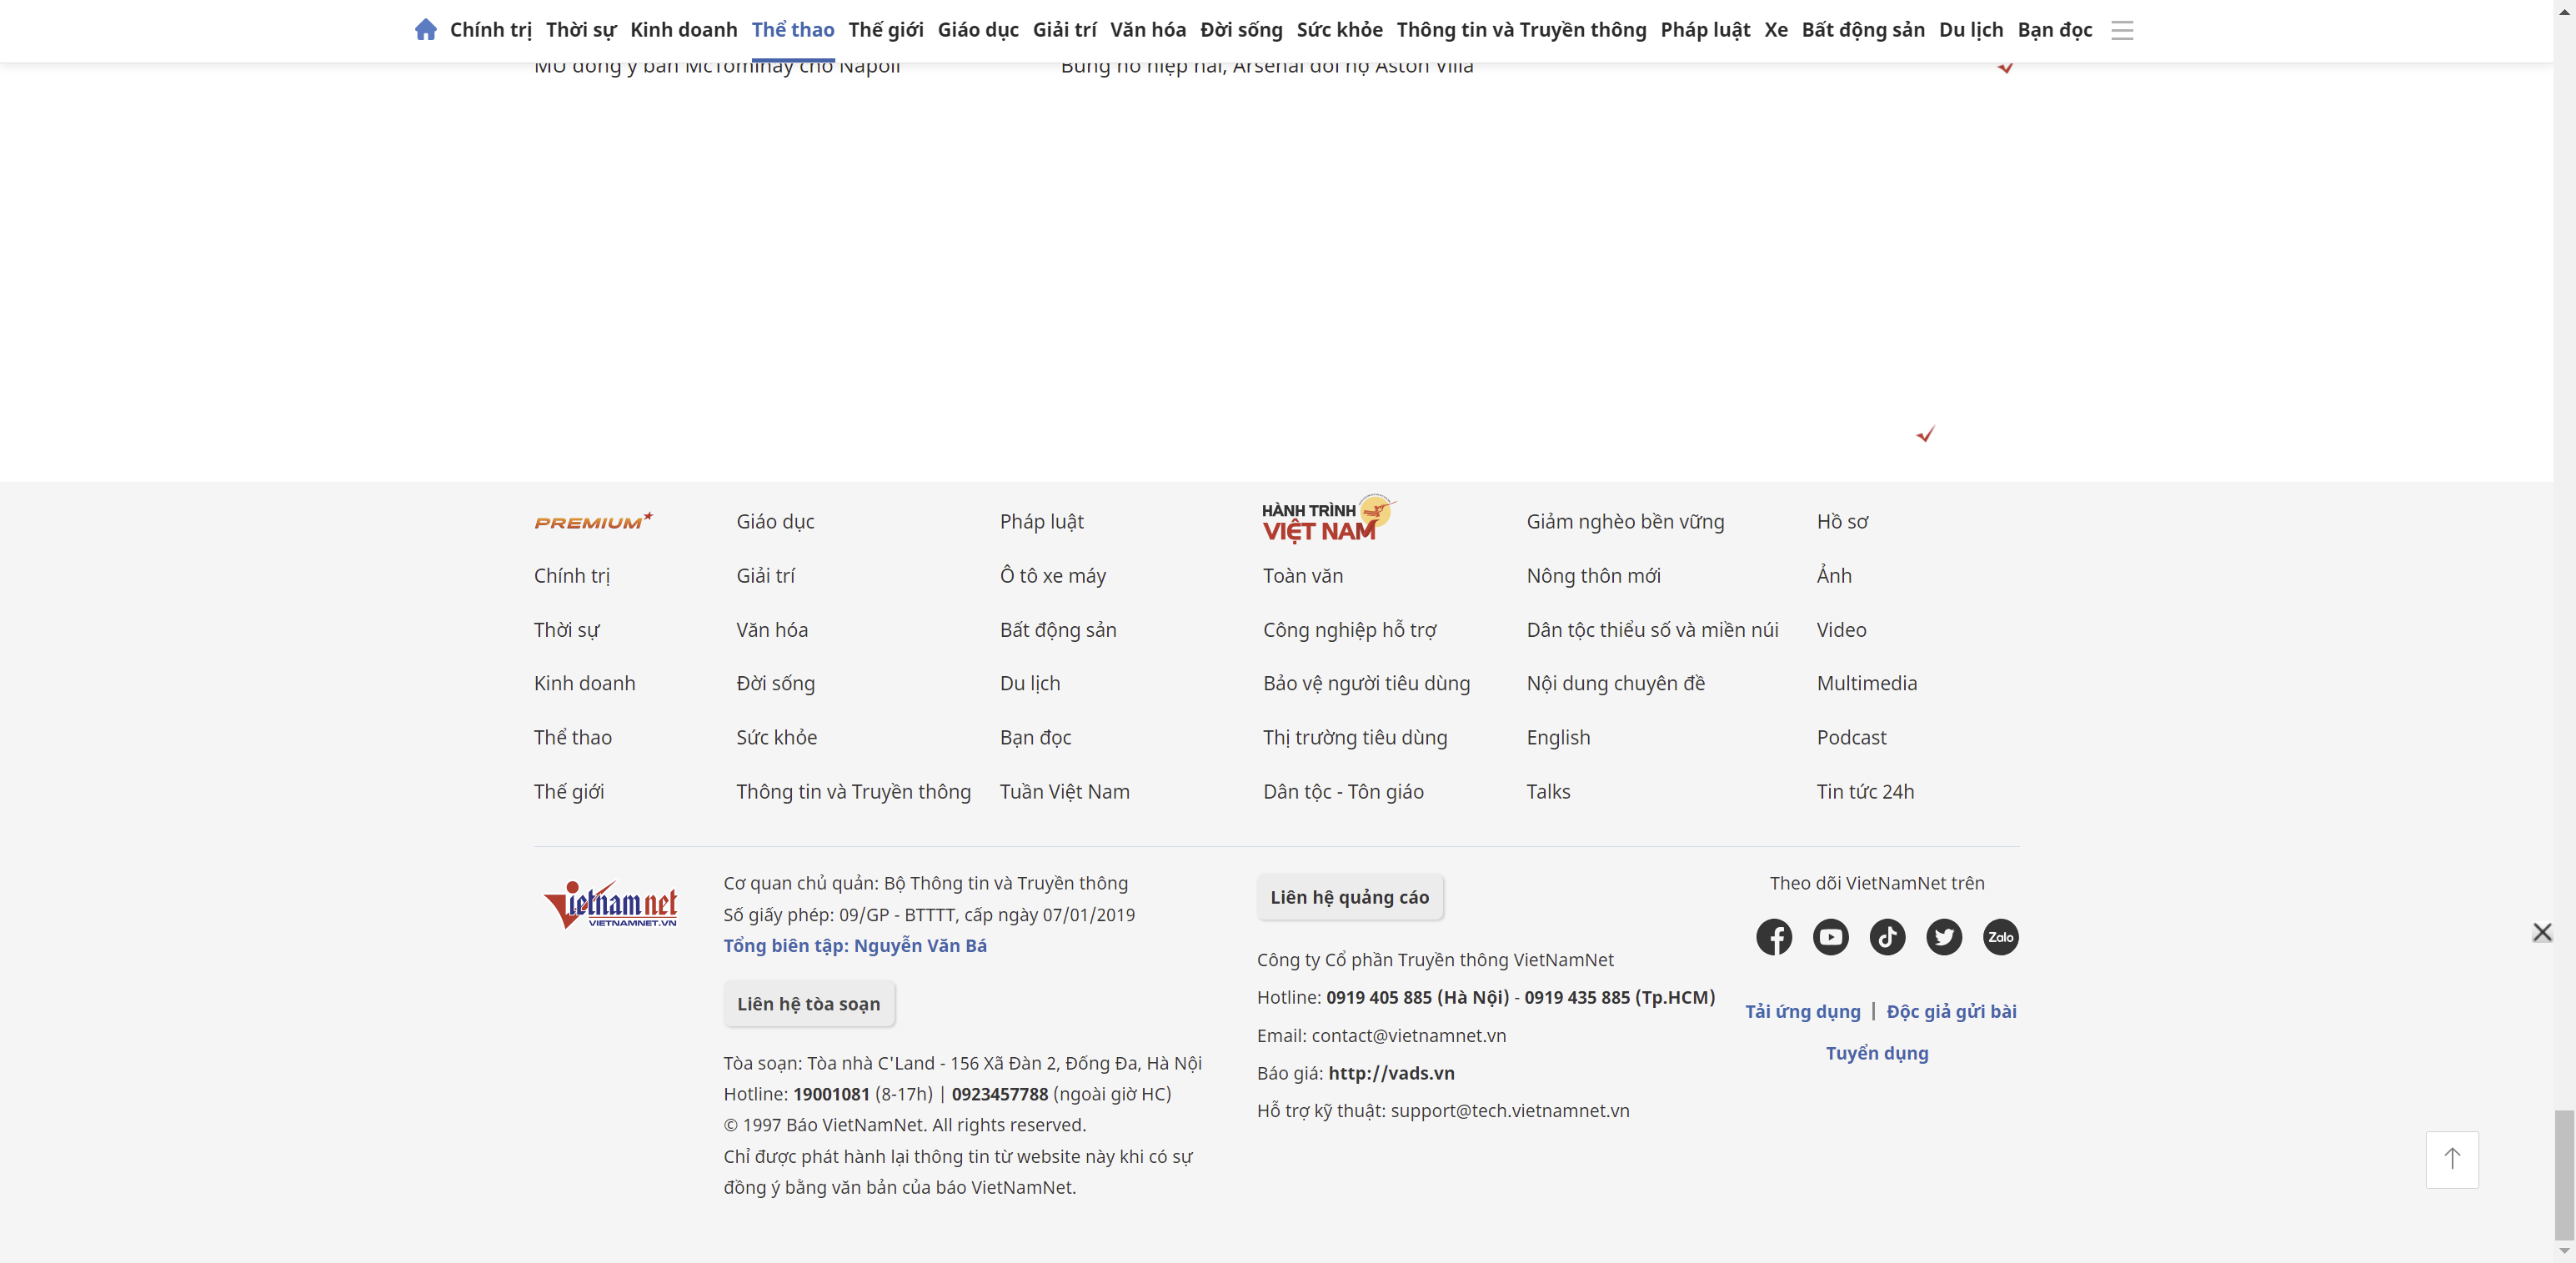 Chính trị Thời sự Kinh doanh Thể thao Thế giới Giáo dục Giải trí Văn hóa Đời sống Sức khỏe Thông tin và Truyền thông Pháp luật Xe Bất động sản Du lịch Bạn đọc
MU đồng ý bán McTominay cho Napoli
Bùng nổ hiệp hai, Arsenal đòi nợ Aston Villa
PREMIUM
Chính trị
Thời sự
Kinh doanh
Thể thao
Thế giới
Giáo dục
Giải trí
Văn hóa
Đời sống
Sức khỏe
Thông tin và Truyền thông
Pháp luật
Ô tô xe máy
Bất động sản
Du lịch
Bạn đọc
Tuần Việt Nam
HÀNH TRÌNH
VIỆT NAM
Toàn văn
Công nghiệp hỗ trợ
Bảo vệ người tiêu dùng
Thị trường tiêu dùng
Dân tộc - Tôn giáo
Giảm nghèo bền vững
Nông thôn mới
Dân tộc thiểu số và miền núi
Nội dung chuyên đề
English
Talks
Hồ sơ
Ảnh
Video
Multimedia
Podcast
Tin tức 24h
Vietnamnet
VIETNAMNET.VN
Cơ quan chủ quản: Bộ Thông tin và Truyền thông
Số giấy phép: 09/GP - BTTTT, cấp ngày 07/01/2019
Tổng biên tập: Nguyễn Văn Bá
Liên hệ tòa soạn
Tòa soạn: Tòa nhà C'Land - 156 Xã Đàn 2, Đống Đa, Hà Nội
Hotline: 19001081 (8-17h) | 0923457788 (ngoài giờ HC)
© 1997 Báo VietNamNet. All rights reserved.
Chỉ được phát hành lại thông tin từ website này khi có sự
đồng ý bằng văn bản của báo VietNamNet.
Liên hệ quảng cáo
Công ty Cổ phần Truyền thông VietNamNet
Hotline: 0919 405 885 (Hà Nội) - 0919 435 885 (Tp.HCM)
Email: contact@vietnamnet.vn
Báo giá: http://vads.vn
Hỗ trợ kỹ thuật: support@tech.vietnamnet.vn
Theo dõi VietNamNet trên
Zalo
Tải ứng dụng | Độc giả gửi bài
Tuyển dụng